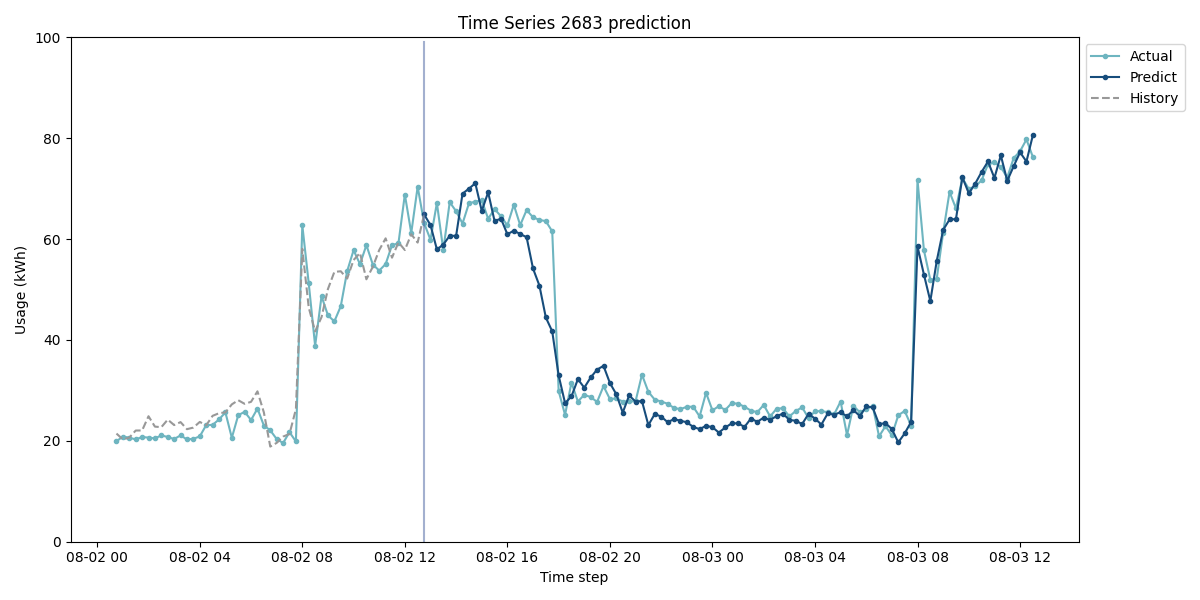 Time Series 2683 prediction
100
80
60
40
20
0
Usage (kWh)
08-02 00
08-02 04
08-02 08
08-02 12
08-02 16
08-02 20
08-03 00
08-03 04
08-03 08
08-03 12
Time step
Actual
Predict
History